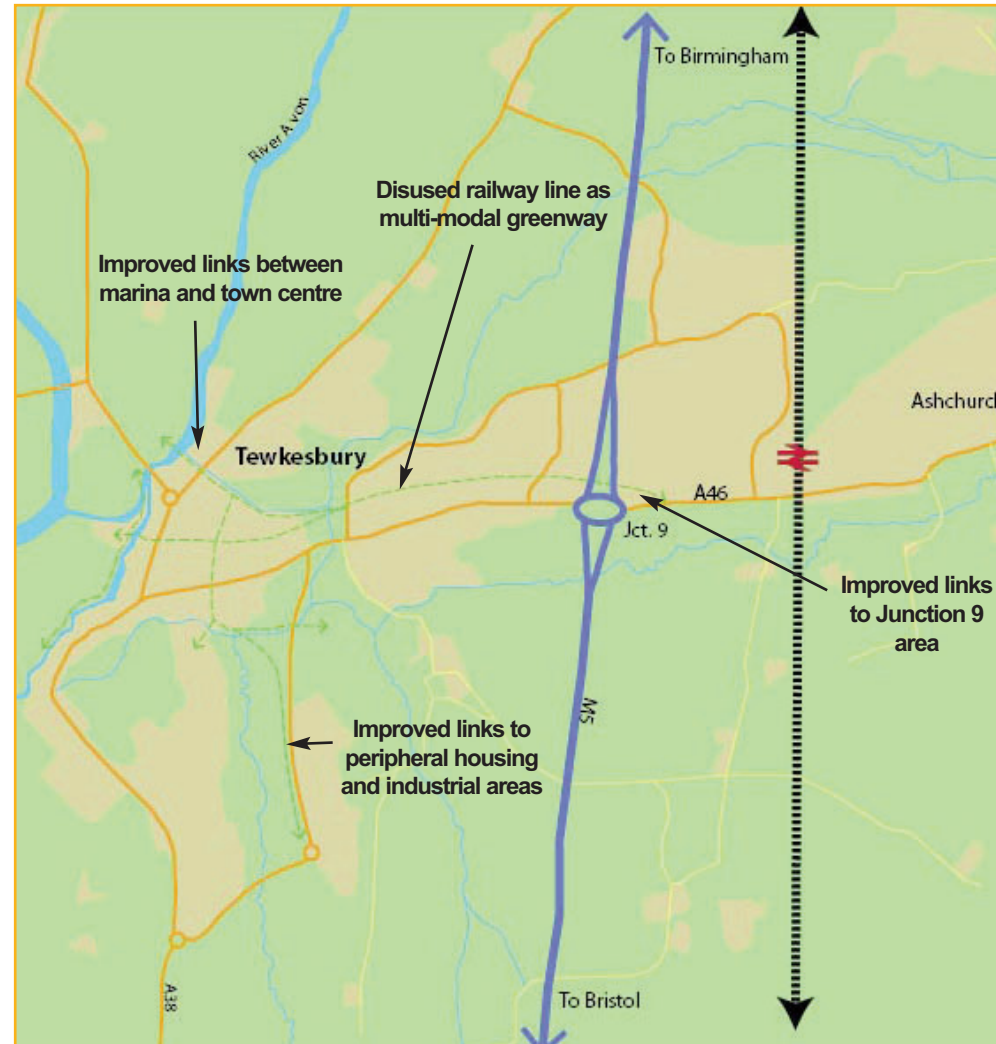 To Birmingham
River Avon
Disused railway line as
multi-modal greenway
Improved links between
marina and town centre
Ashchurch
Tewkesbury
A46
Jct. 9
Improved links
to Junction 9
area
M5
Improved links to
peripheral housing
and industrial areas
A38
To Bristol